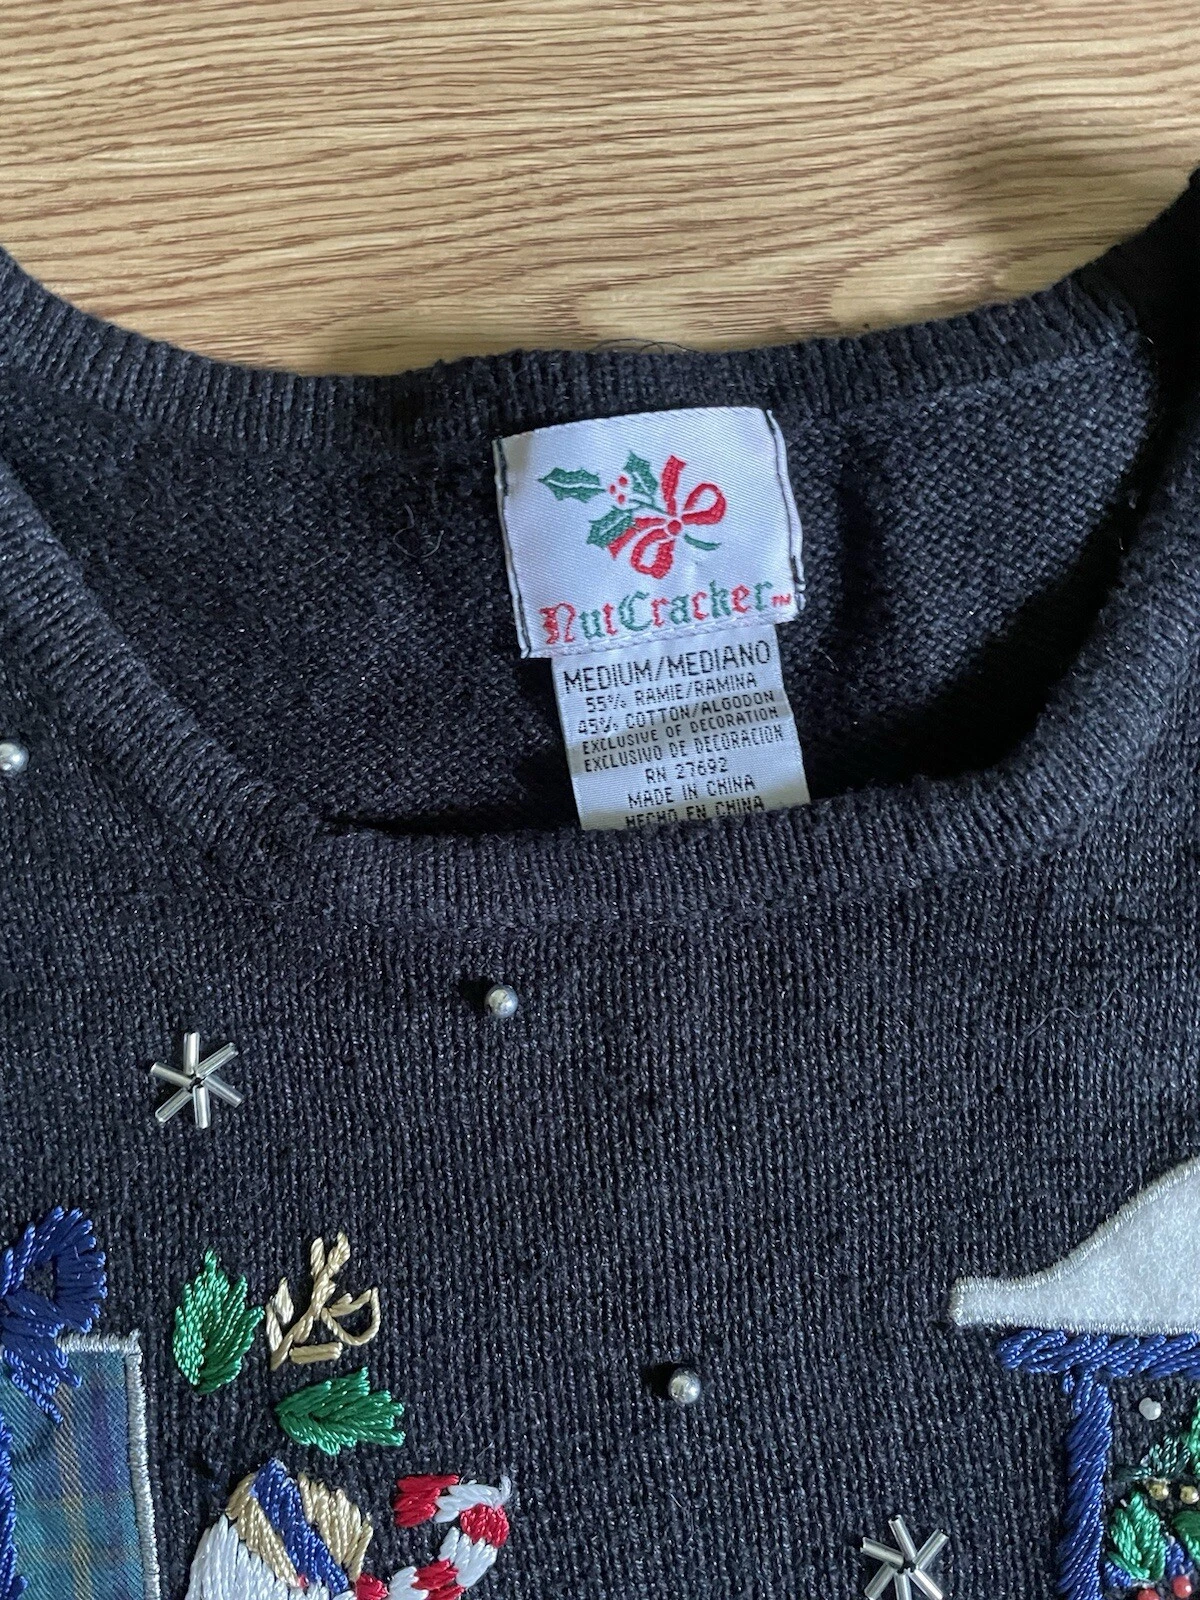 NutCracker™
MEDIUM/MEDIANO
55% RAMIE/RAMINA
45% COTTON/ALGODON
EXCLUSIVE OF DECORATION
EXCLUSIVO DE DECORACION
RN 27692
MADE IN CHINA
HECHO EN CHINA